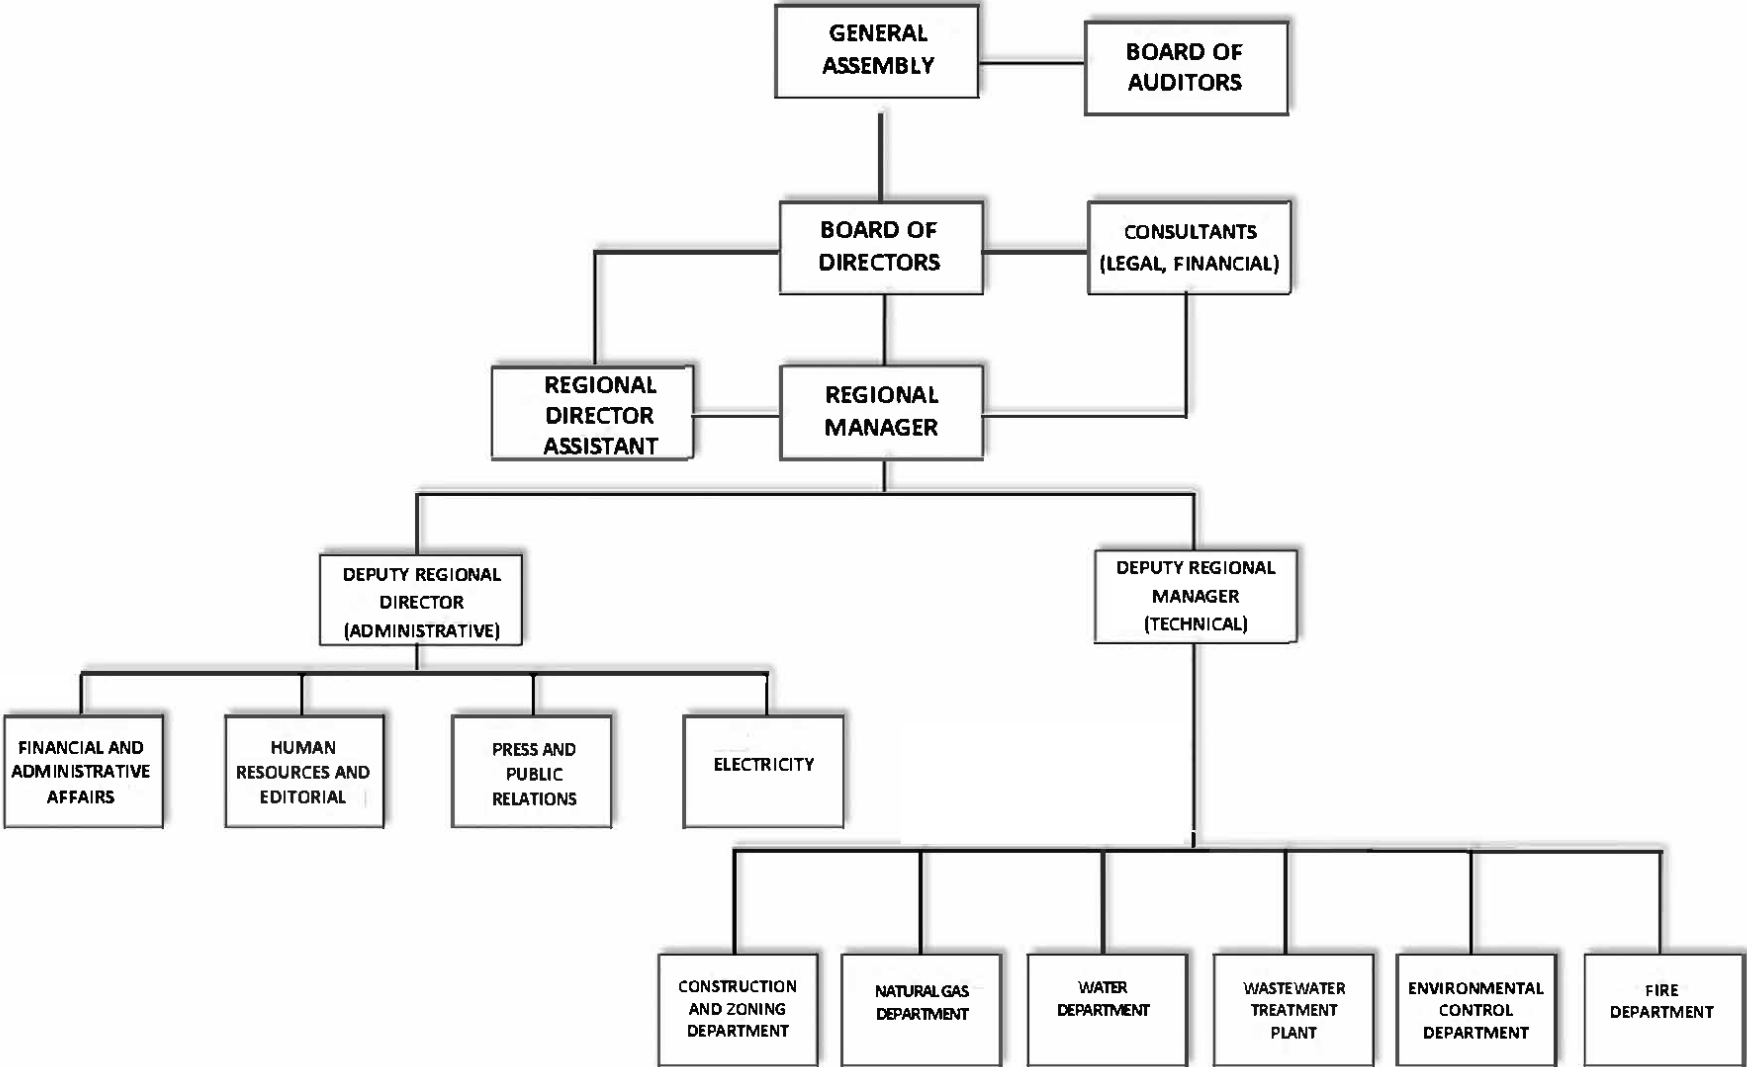 GENERAL
ASSEMBLY
BOARD OF
AUDITORS
BOARD OF
DIRECTORS
CONSULTANTS
(LEGAL, FINANCIAL)
REGIONAL
DIRECTOR
ASSISTANT
REGIONAL
MANAGER
DEPUTY REGIONAL
DIRECTOR
(ADMINISTRATIVE)
DEPUTY REGIONAL
MANAGER
(TECHNICAL)
FINANCIAL AND
ADMINISTRATIVE
AFFAIRS
HUMAN
RESOURCES AND
EDITORIAL
PRESS AND
PUBLIC
RELATIONS
ELECTRICITY
CONSTRUCTION
AND ZONING
DEPARTMENT
NATURAL GAS
DEPARTMENT
WATER
DEPARTMENT
WASTEWATER
TREATMENT
PLANT
ENVIRONMENTAL
CONTROL
DEPARTMENT
FIRE
DEPARTMENT